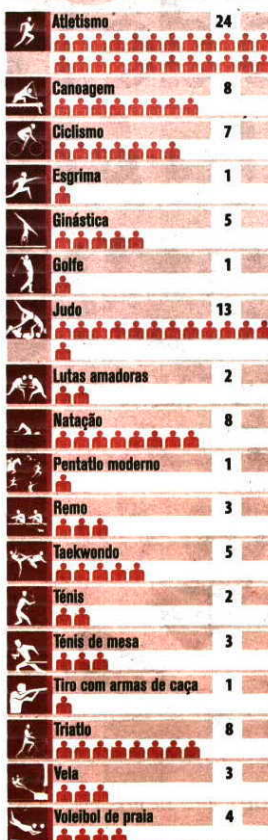 Atletismo 24
Canoagem 8
Ciclismo 7
Esgrima 1
Ginástica 5
Golfe 1
Judo 13
Lutas amadoras 2
Natação 8
Pentatlo moderno 1
Remo 3
Taekwondo 5
Ténis 2
Ténis de mesa 3
Tiro com armas de caça 1
Triatlo 8
Vela 3
Voleibol de praia 4